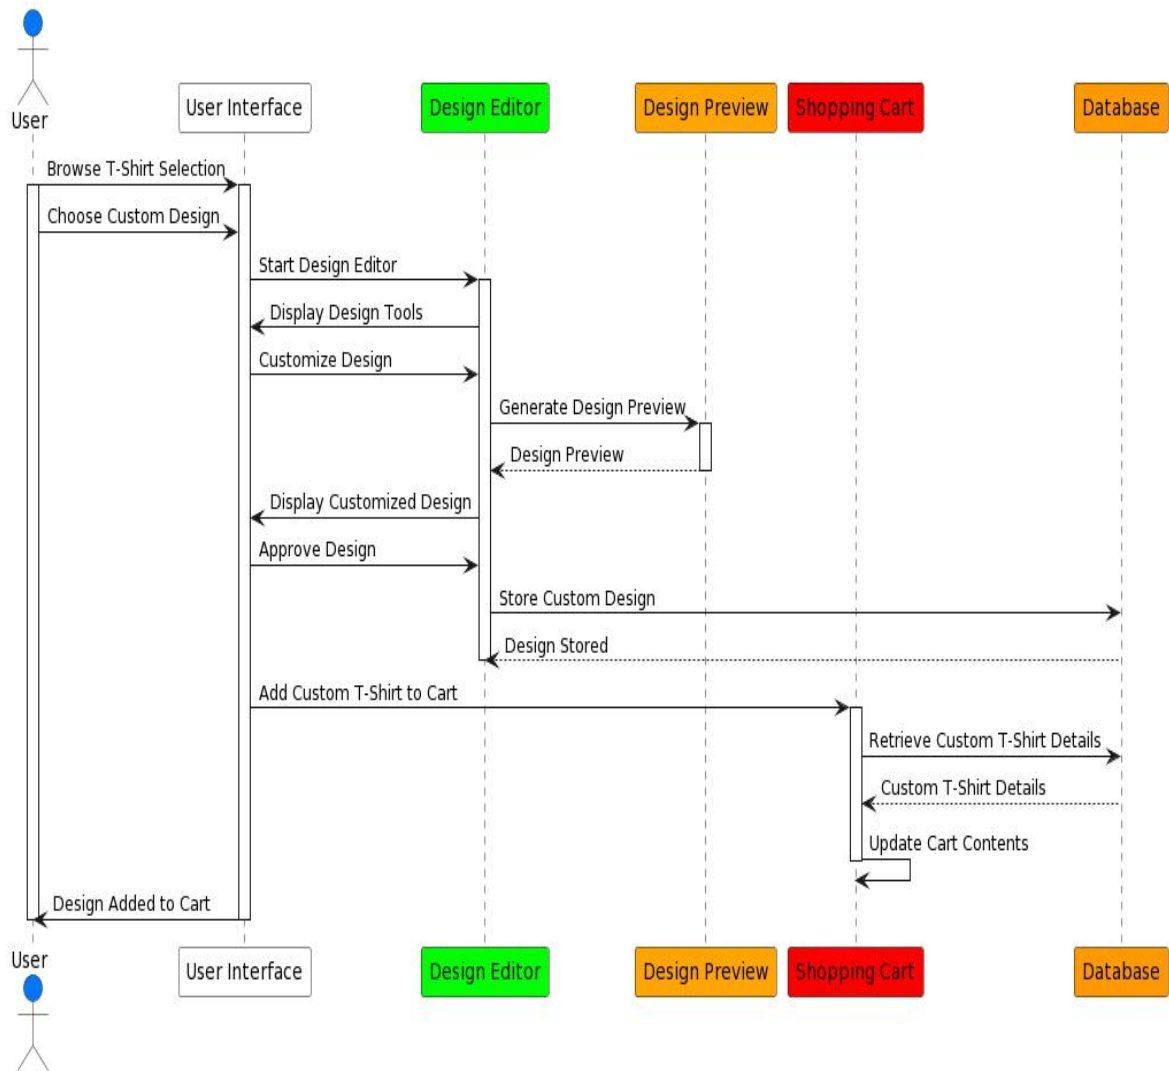 User
User Interface
Design Editor
Design Preview
Shopping Cart
Database
Browse T-Shirt Selection
Choose Custom Design
Start Design Editor
Display Design Tools
Customize Design
Generate Design Preview
Design Preview
Display Customized Design
Approve Design
Store Custom Design
Design Stored
Add Custom T-Shirt to Cart
Retrieve Custom T-Shirt Details
Custom T-Shirt Details
Update Cart Contents
Design Added to Cart
User
User Interface
Design Editor
Design Preview
Shopping Cart
Database